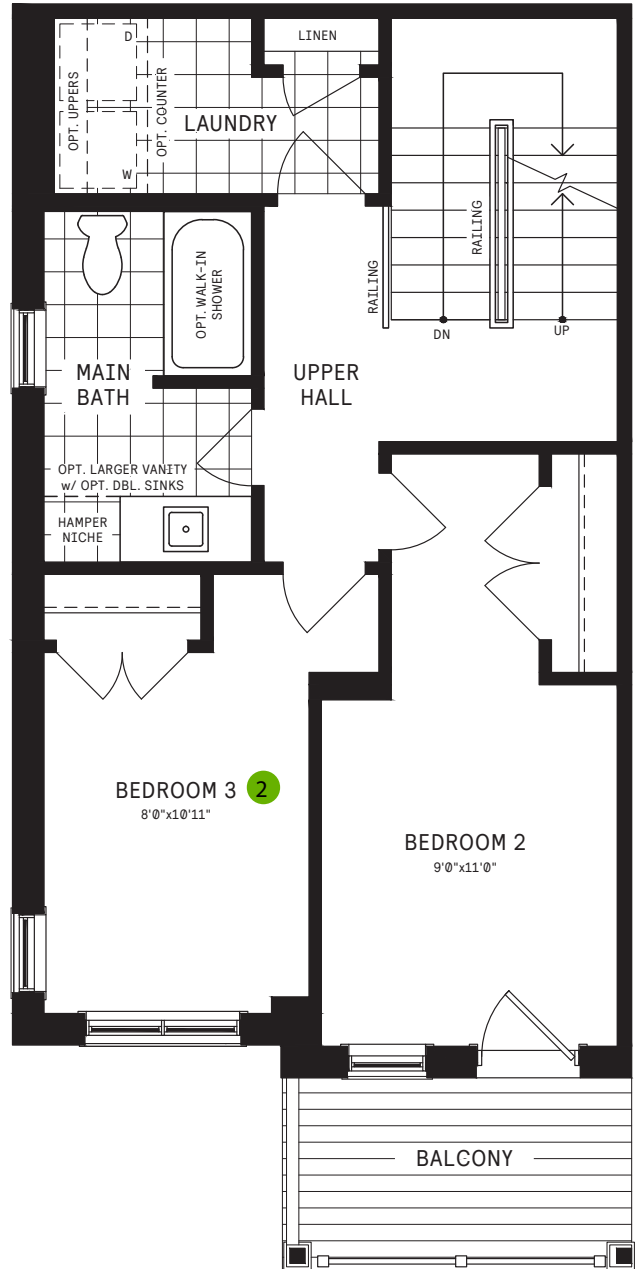 LINEN
D
OPT. UPPERS
OPT. COUNTER
LAUNDRY
W
RAILING
RAILING
DN
UP
OPT. WALK-IN
SHOWER
MAIN
BATH
UPPER
HALL
OPT. LARGER VANITY
w/ OPT. DBL. SINKS
HAMPER
NICHE
BEDROOM 3 2
8'0"x10'11"
BEDROOM 2
9'0"x11'0"
BALCONY